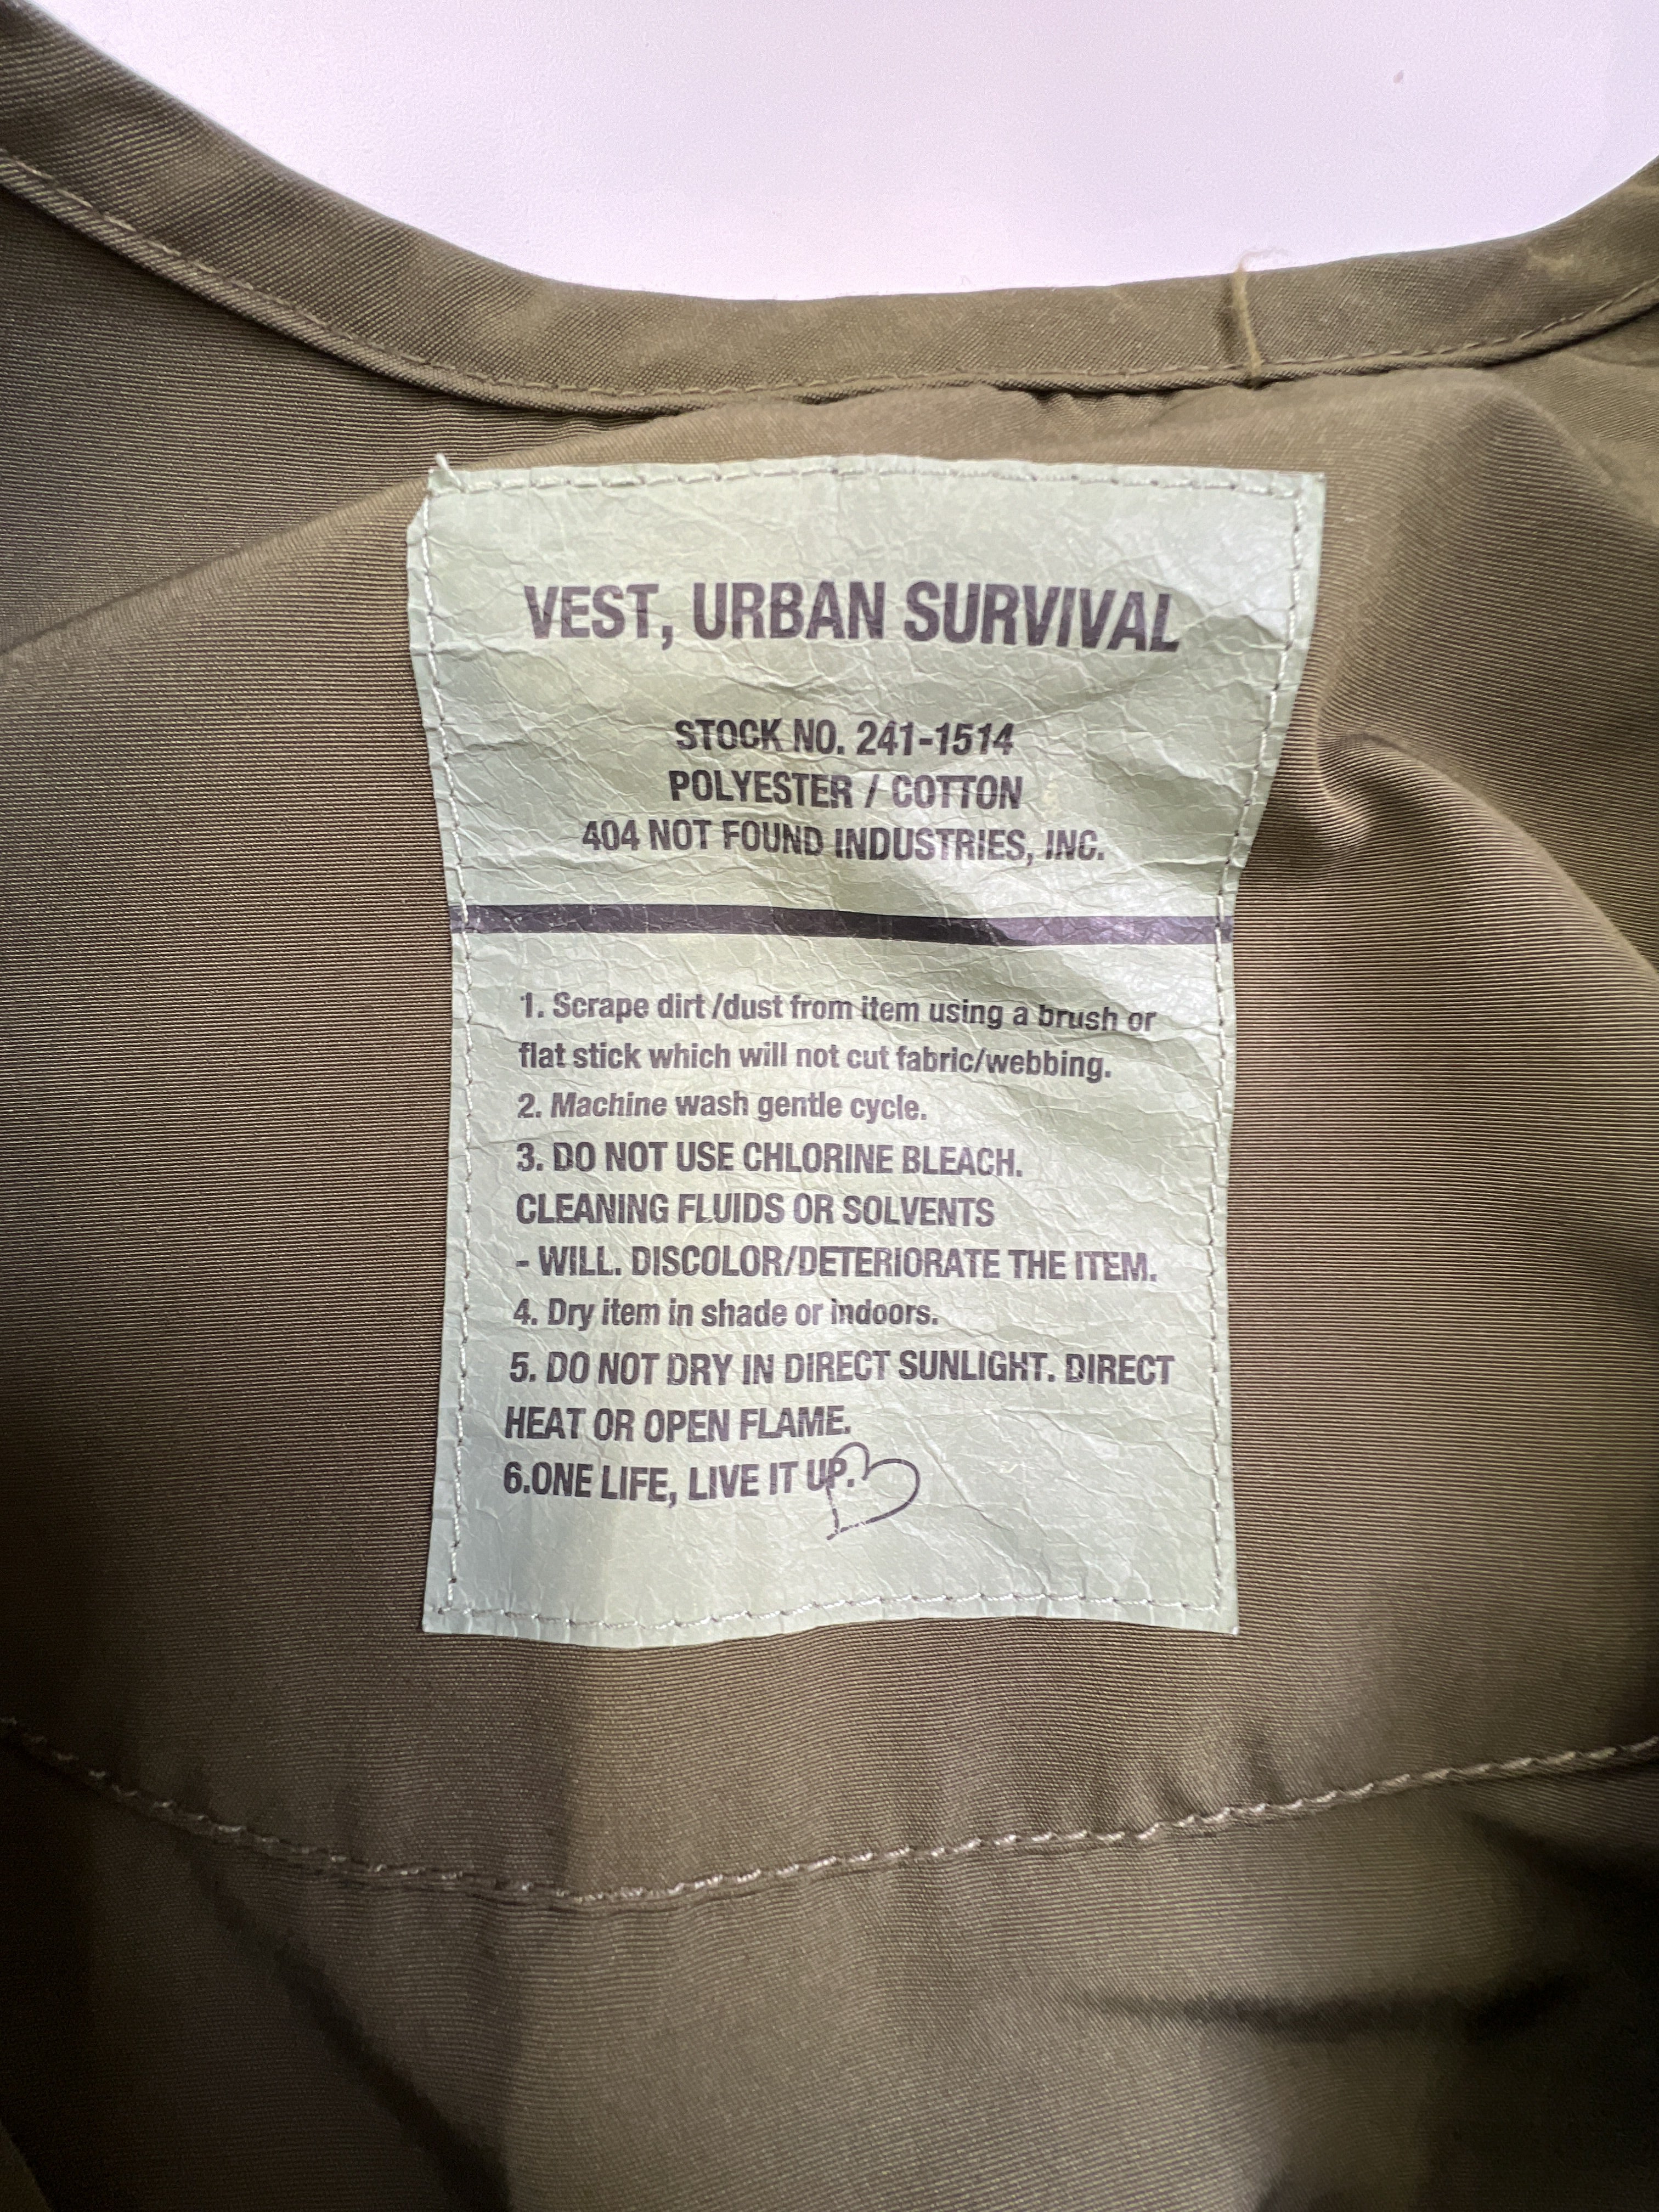 VEST, URBAN SURVIVAL
STOCK NO. 241-1514
POLYESTER / COTTON
404 NOT FOUND INDUSTRIES, INC.
1. Scrape dirt /dust from item using a brush or
flat stick which will not cut fabric/webbing.
2. Machine wash gentle cycle.
3. DO NOT USE CHLORINE BLEACH.
CLEANING FLUIDS OR SOLVENTS
- WILL. DISCOLOR/DETERIORATE THE ITEM.
4. Dry item in shade or indoors.
5. DO NOT DRY IN DIRECT SUNLIGHT. DIRECT
HEAT OR OPEN FLAME.
6.ONE LIFE, LIVE IT UP.